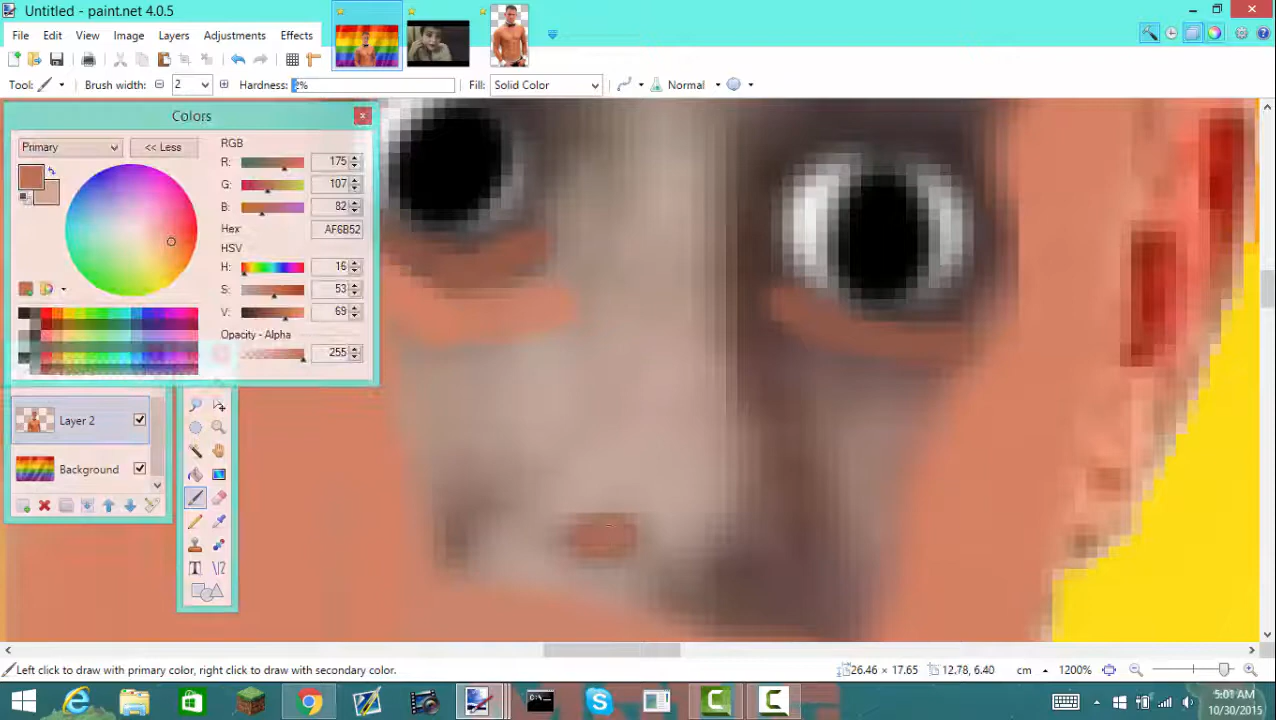 Untitled - paint.net 4.0.5
File Edit View Image Layers Adjustments Effects
Tool: Brush width: 2 Hardness: % Fill: Solid Color Normal
Colors
Primary << Less
RGB
R: 175
G: 107
B: 82
Hex: AF6B52
HSV
H: 16
S: 53
V: 69
Opacity - Alpha
255
Layer 2
Background
Left click to draw with primary color, right click to draw with secondary color.
26.46 × 17.65 12.78, 6.40 cm 1200%
5:01 AM
10/30/2015